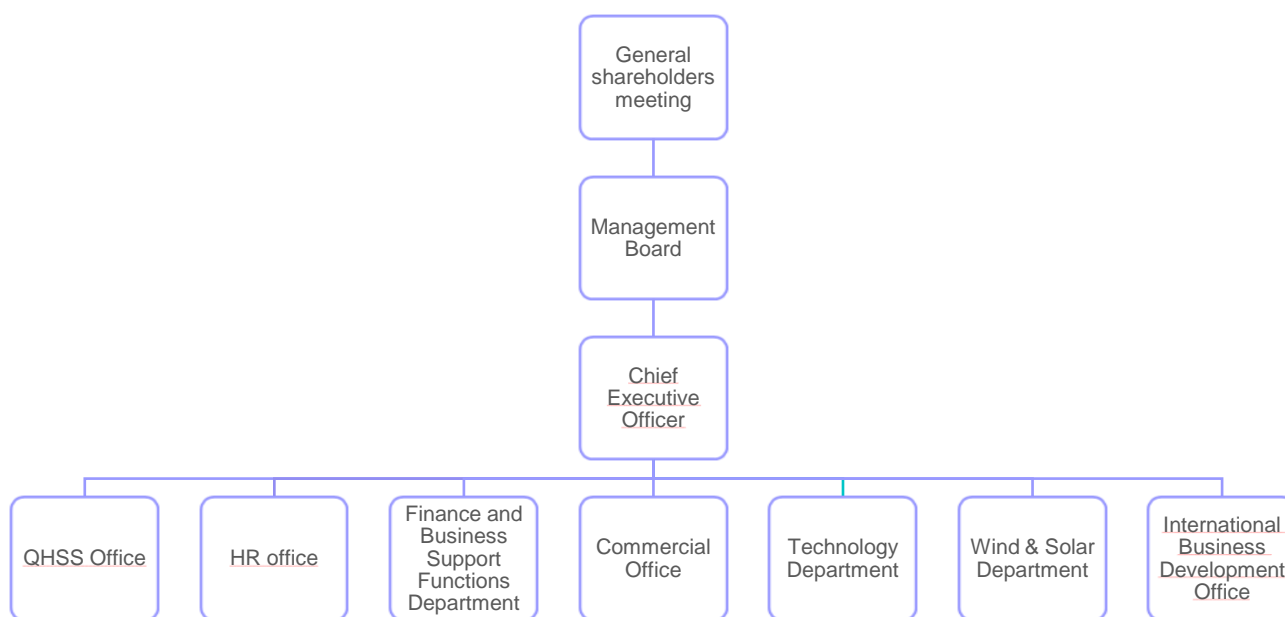 General
shareholders
meeting
Management
Board
Chief
Executive
Officer
QHSS Office
HR office
Finance and
Business
Support
Functions
Department
Commercial
Office
Technology
Department
Wind & Solar
Department
International
Business
Development
Office